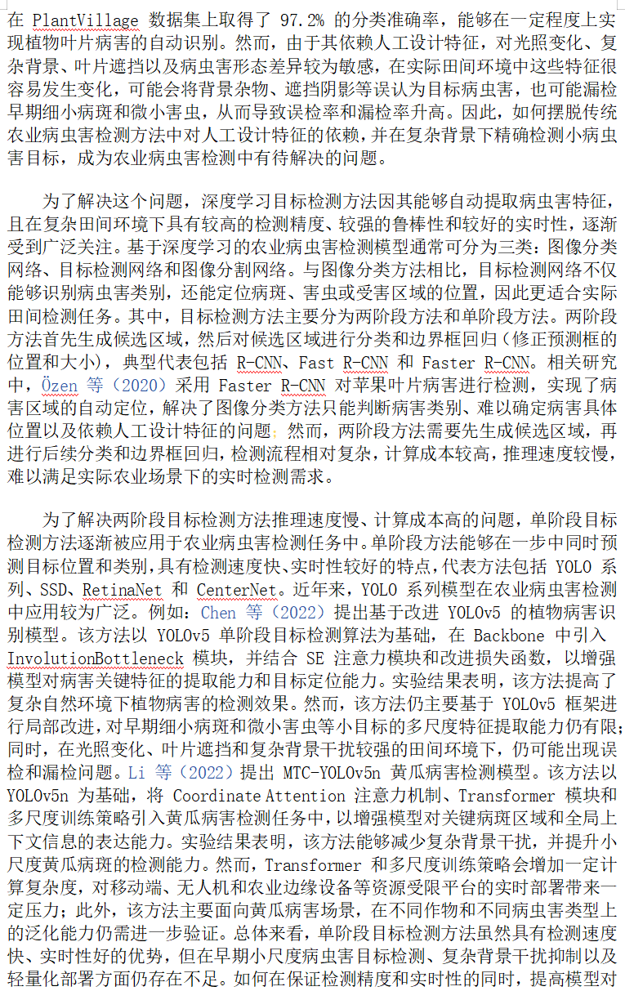 在 PlantVillage 数据集上取得了 97.2% 的分类准确率，能够在一定程度上实
现植物叶片病害的自动识别。然而，由于其依赖人工设计特征，对光照变化、复
杂背景、叶片遮挡以及病虫害形态差异较为敏感，在实际田间环境中这些特征很
容易发生变化，可能会将背景杂物、遮挡阴影等误认为目标病虫害，也可能漏检
早期细小病斑和微小害虫，从而导致误检率和漏检率升高。因此，如何摆脱传统
农业病虫害检测方法中对人工设计特征的依赖，并在复杂背景下精确检测小病虫
害目标，成为农业病虫害检测中有待解决的问题。
为了解决这个问题，深度学习目标检测方法因其能够自动提取病虫害特征，
且在复杂田间环境下具有较高的检测精度、较强的鲁棒性和较好的实时性，逐渐
受到广泛关注。基于深度学习的农业病虫害检测模型通常可分为三类：图像分类
网络、目标检测网络和图像分割网络。与图像分类方法相比，目标检测网络不仅
能够识别病虫害类别，还能定位病斑、害虫或受害区域的位置，因此更适合实际
田间检测任务。其中，目标检测方法主要分为两阶段方法和单阶段方法。两阶段
方法首先生成候选区域，然后对候选区域进行分类和边界框回归（修正预测框的
位置和大小），典型代表包括 R-CNN、Fast R-CNN 和 Faster R-CNN。相关研究
中，Özen 等（2020）采用 Faster R-CNN 对苹果叶片病害进行检测，实现了病
害区域的自动定位，解决了图像分类方法只能判断病害类别、难以确定病害具体
位置以及依赖人工设计特征的问题；然而，两阶段方法需要先生成候选区域，再
进行后续分类和边界框回归，检测流程相对复杂，计算成本较高，推理速度较慢，
难以满足实际农业场景下的实时检测需求。
为了解决两阶段目标检测方法推理速度慢、计算成本高的问题，单阶段目标
检测方法逐渐被应用于农业病虫害检测任务中。单阶段方法能够在一步中同时预
测目标位置和类别，具有检测速度快、实时性较好的特点，代表方法包括 YOLO 系
列、SSD、RetinaNet 和 CenterNet。近年来，YOLO 系列模型在农业病虫害检测
中应用较为广泛。例如：Chen 等（2022）提出基于改进 YOLOv5 的植物病害识
别模型。该方法以 YOLOv5 单阶段目标检测算法为基础，在 Backbone 中引入
InvolutionBottleneck 模块，并结合 SE 注意力模块和改进损失函数，以增强
模型对病害关键特征的提取能力和目标定位能力。实验结果表明，该方法提高了
复杂自然环境下植物病害的检测效果。然而，该方法仍主要基于 YOLOv5 框架进
行局部改进，对早期细小病斑和微小害虫等小目标的多尺度特征提取能力仍有限；
同时，在光照变化、叶片遮挡和复杂背景干扰较强的田间环境下，仍可能出现误
检和漏检问题。Li 等（2022）提出 MTC-YOLOv5n 黄瓜病害检测模型。该方法以
YOLOv5n 为基础，将 Coordinate Attention 注意力机制、Transformer 模块和
多尺度训练策略引入黄瓜病害检测任务中，以增强模型对关键病斑区域和全局上
下文信息的表达能力。实验结果表明，该方法能够减少复杂背景干扰，并提升小
尺度黄瓜病斑的检测能力。然而，Transformer 和多尺度训练策略会增加一定计
算复杂度，对移动端、无人机和农业边缘设备等资源受限平台的实时部署带来一
定压力；此外，该方法主要面向黄瓜病害场景，在不同作物和不同病虫害类型上
的泛化能力仍需进一步验证。总体来看，单阶段目标检测方法虽然具有检测速度
快、实时性好的优势，但在早期小尺度病虫害目标检测、复杂背景干扰抑制以及
轻量化部署方面仍存在不足。如何在保证检测精度和实时性的同时，提高模型对